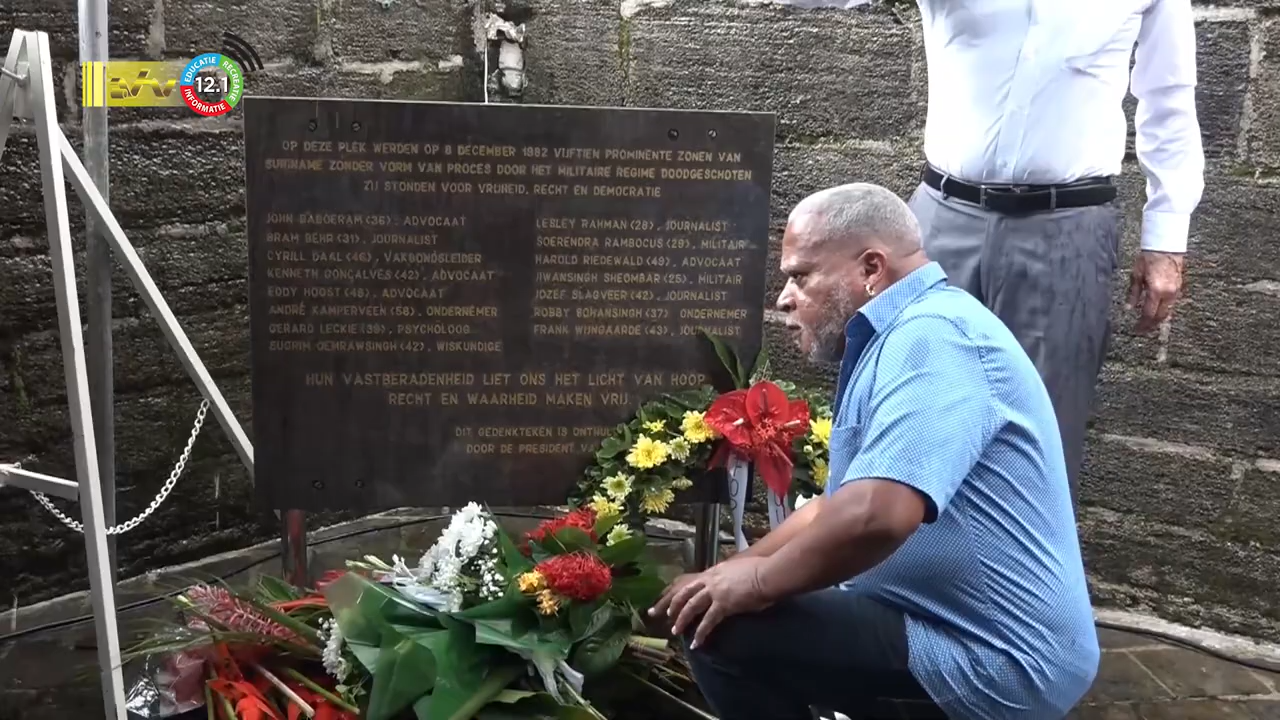 EDUCATIE RECREATIE
12.1
INFORMATIE
OP DEZE PLEK WERDEN OP 8 DECEMBER 1982 VIJFTIEN PROMINENTE ZONEN VAN
SURINAME ZONDER VORM VAN PROCES DOOR HET MILITAIRE REGIME DOODGESCHOTEN
ZIJ STONDEN VOOR VRIJHEID, RECHT EN DEMOCRATIE
JOHN BABOERAM (36), ADVOCAAT
BRAM BEHR (31), JOURNALIST
CYRILL DAAL (46), VAKBONDSLEIDER
KENNETH GONÇALVES (42), ADVOCAAT
EDDY HOOST (48), ADVOCAAT
ANDRÉ KAMPERVEEN (58), ONDERNEMER
GERARD LECKIE (39), PSYCHOLOOG
SUGRIM OEMRAWSINGH (42), WISKUNDIGE
LESLEY RAHMAN (28), JOURNALIST
SOERENDRA RAMBOCUS (29), MILITAIR
HAROLD RIEDEWALD (49), ADVOCAAT
JIWANSINGH SHEOMBAR (25), MILITAIR
JOZEF SLAGVEER (42), JOURNALIST
ROBBY SOHANSINGH (37), ONDERNEMER
FRANK WIJNGAARDE (43), JOURNALIST
HUN VASTBERADENHEID LIET ONS HET LICHT VAN HOOP
RECHT EN WAARHEID MAKEN VRIJ.
DIT GEDENKTEKEN IS ONTHUL
DOOR DE PRESIDENT VA